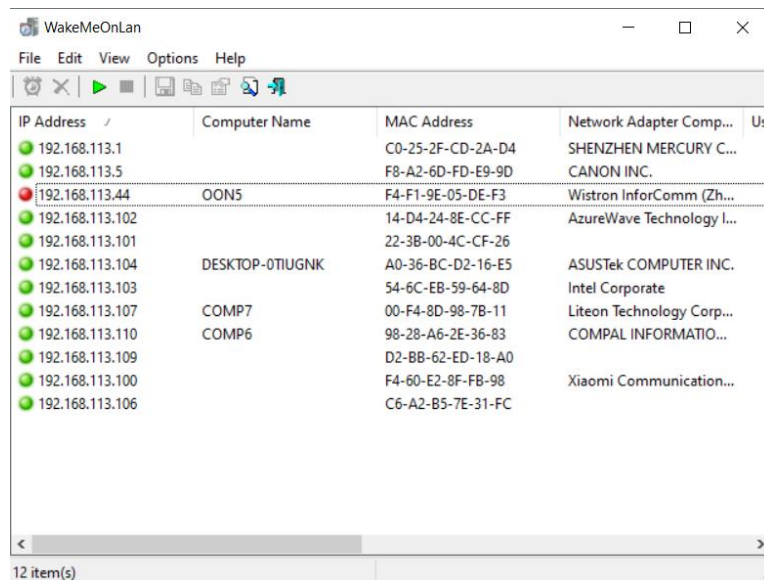 WakeMeOnLan
File Edit View Options Help
IP Address / Computer Name MAC Address Network Adapter Comp... Us
192.168.113.1 C0-25-2F-CD-2A-D4 SHENZHEN MERCURY C...
192.168.113.5 F8-A2-6D-FD-E9-9D CANON INC.
192.168.113.44 OON5 F4-F1-9E-05-DE-F3 Wistron InforComm (Zh...
192.168.113.102 14-D4-24-8E-CC-FF AzureWave Technology I...
192.168.113.101 22-3B-00-4C-CF-26
192.168.113.104 DESKTOP-0TIUGNK A0-36-BC-D2-16-E5 ASUSTek COMPUTER INC.
192.168.113.103 54-6C-EB-59-64-8D Intel Corporate
192.168.113.107 COMP7 00-F4-8D-98-7B-11 Liteon Technology Corp...
192.168.113.110 COMP6 98-28-A6-2E-36-83 COMPAL INFORMATIO...
192.168.113.109 D2-BB-62-ED-18-A0
192.168.113.100 F4-60-E2-8F-FB-98 Xiaomi Communication...
192.168.113.106 C6-A2-B5-7E-31-FC
12 item(s)